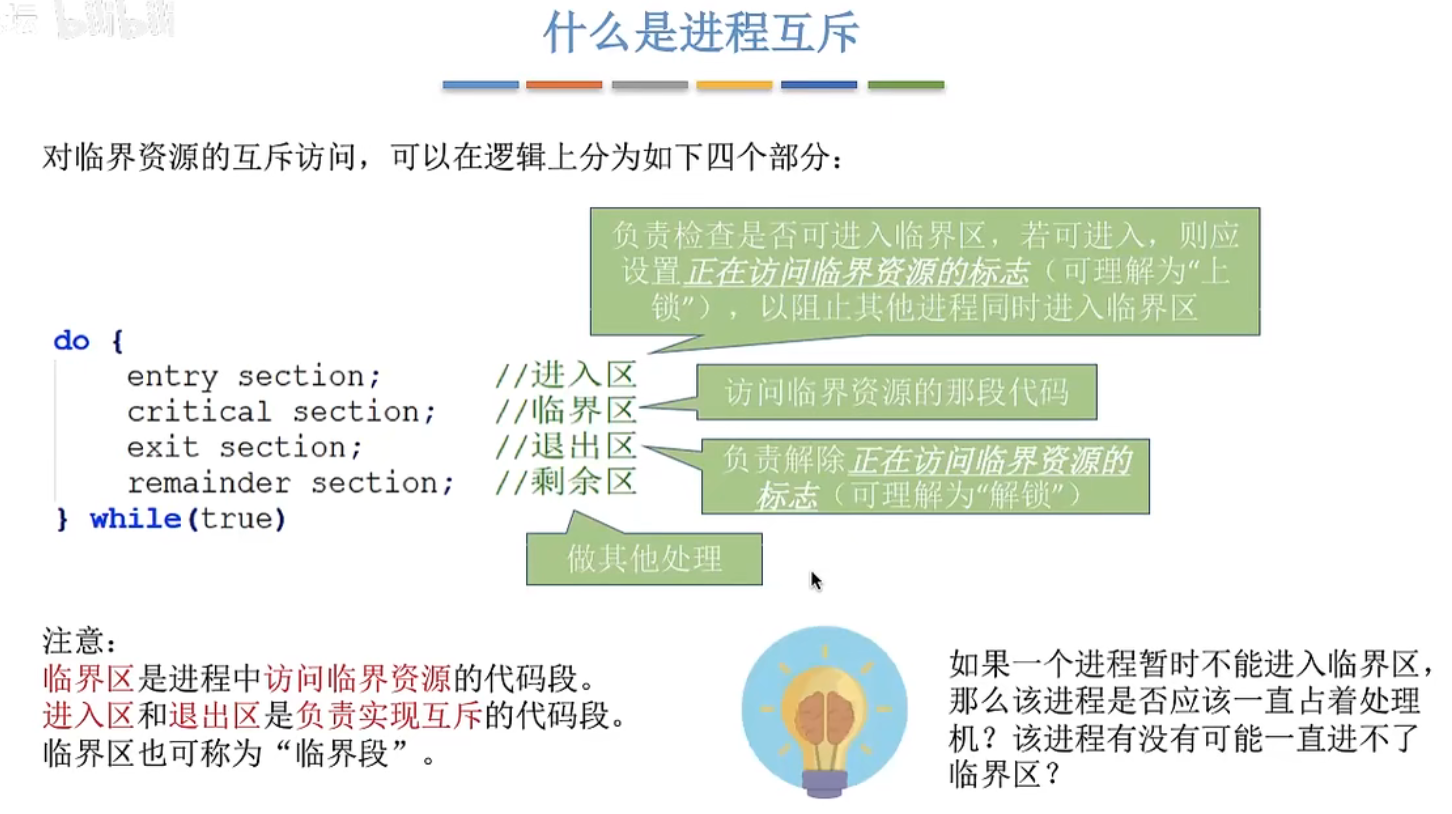 什么是进程互斥
对临界资源的互斥访问，可以在逻辑上分为如下四个部分：
负责检查是否可进入临界区，若可进入，则应
设置正在访问临界资源的标志（可理解为“上
锁”），以阻止其他进程同时进入临界区
do {
entry section; //进入区
critical section; //临界区
exit section; //退出区
remainder section; //剩余区
} while(true)
访问临界资源的那段代码
负责解除正在访问临界资源的
标志（可理解为“解锁”）
做其他处理
注意：
临界区是进程中访问临界资源的代码段。
进入区和退出区是负责实现互斥的代码段。
临界区也可称为“临界段”。
如果一个进程暂时不能进入临界区，
那么该进程是否应该一直占着处理
机？该进程有没有可能一直进不了
临界区？